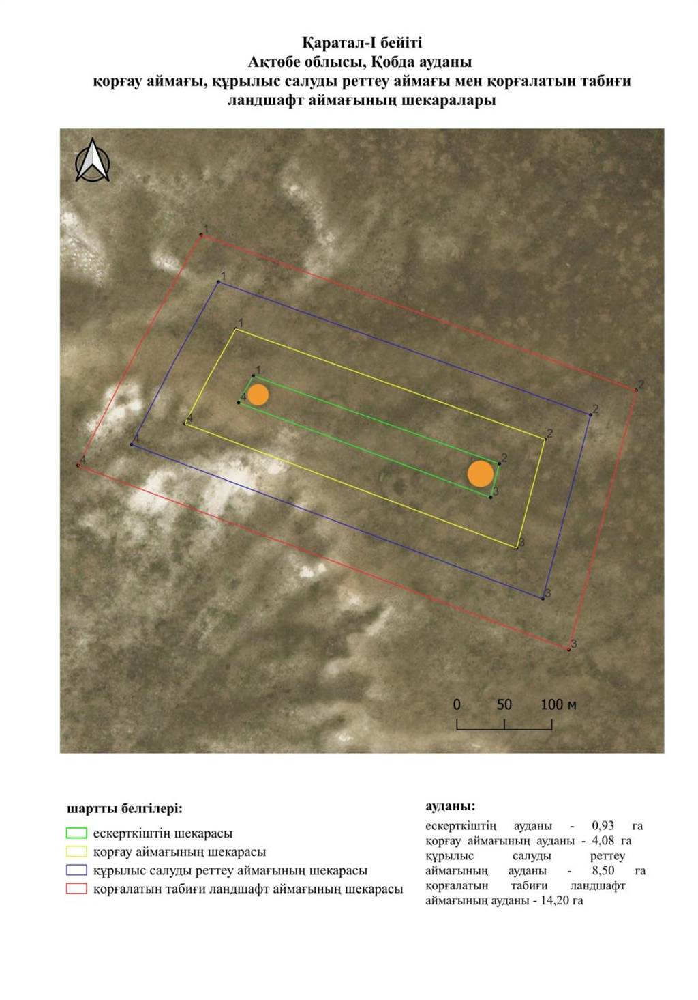 Қаратал-I бейіті
Ақтөбе облысы, Қобда ауданы
қорғау аймағы, құрылыс салуды реттеу аймағы мен қорғалатын табиғи
ландшафт аймағының шекаралары
1
1
1
1
2
2
2
2
4
4
4
4
3
3
3
3
0 50 100 м
шартты белгілері:
ескерткіштің шекарасы
қорғау аймағының шекарасы
құрылыс салуды реттеу аймағының шекарасы
қорғалатын табиғи ландшафт аймағының шекарасы
ауданы:
ескерткіштің ауданы - 0,93 га
қорғау аймағының ауданы - 4,08 га
құрылыс салуды реттеу
аймағының ауданы - 8,50 га
қорғалатын табиғи ландшафт
аймағының ауданы - 14,20 га